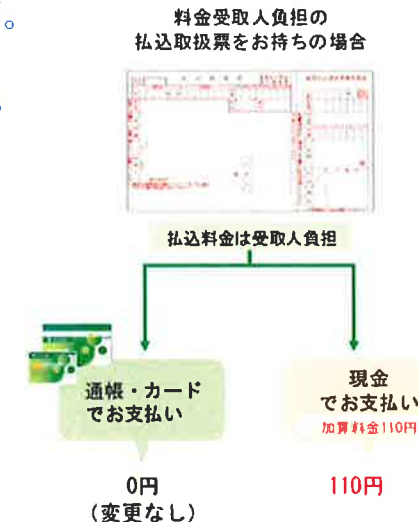 料金受取人負担の
払込取扱票をお持ちの場合
払込料金は受取人負担
通帳・カード
でお支払い
現金
でお支払い
加算料金110円
0円
(変更なし)
110円